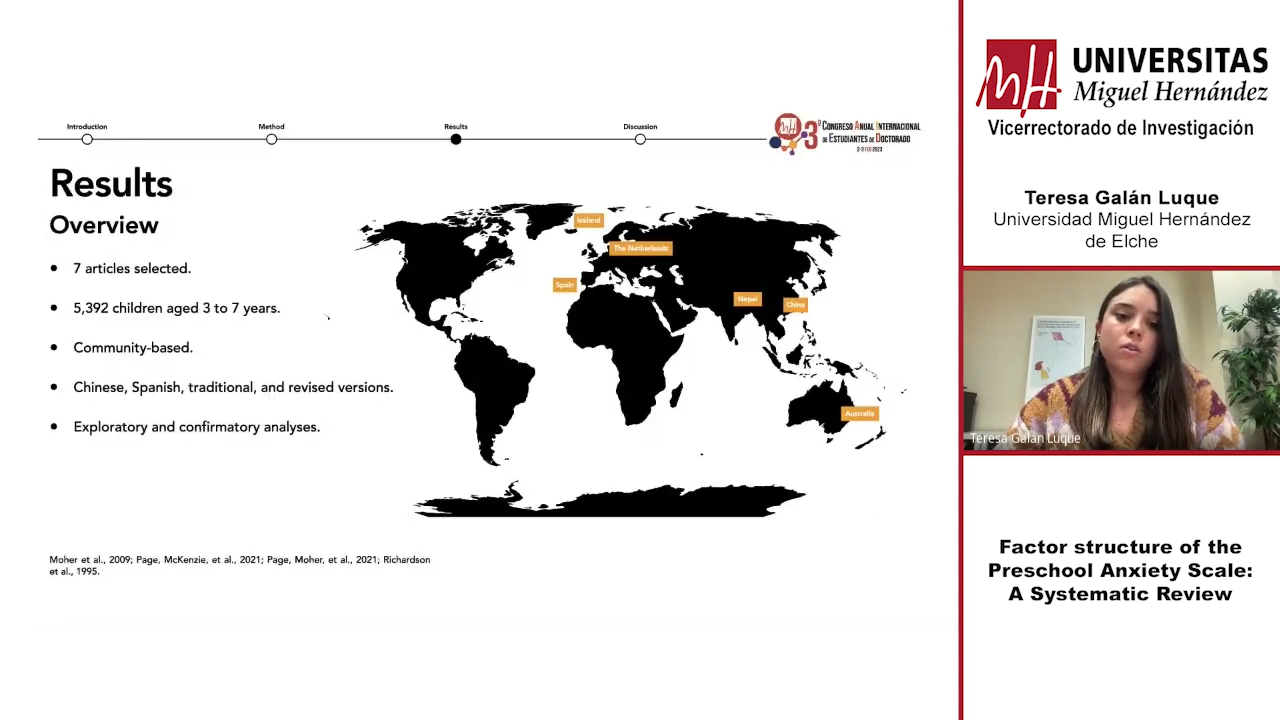 Introduction
Method
Results
Discussion
3º CONGRESO ANUAL INTERNACIONAL
DE ESTUDIANTES DE DOCTORADO
Results
Overview
• 7 articles selected.
• 5,392 children aged 3 to 7 years.
• Community-based.
• Chinese, Spanish, traditional, and revised versions.
• Exploratory and confirmatory analyses.
Iceland
The Netherlands
Spain
Nepal
China
Australia
Moher et al., 2009; Page, McKenzie, et al., 2021; Page, Moher, et al., 2021; Richardson
et al., 1995.
UNIVERSITAS
Miguel Hernández
Vicerrectorado de Investigación
Teresa Galán Luque
Universidad Miguel Hernández
de Elche
Teresa Galan Luque
Factor structure of the
Preschool Anxiety Scale:
A Systematic Review